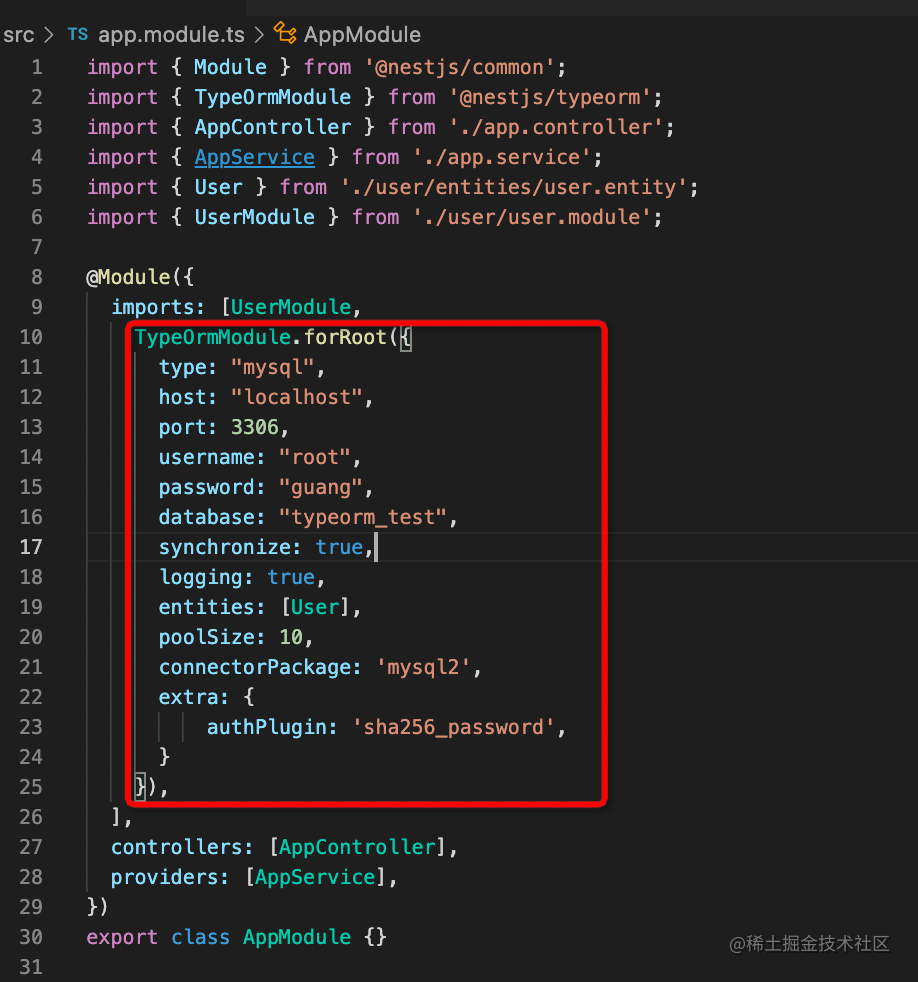 src > TS app.module.ts > AppModule
1 import { Module } from '@nestjs/common';
2 import { TypeOrmModule } from '@nestjs/typeorm';
3 import { AppController } from './app.controller';
4 import { AppService } from './app.service';
5 import { User } from './user/entities/user.entity';
6 import { UserModule } from './user/user.module';
7
8 @Module({
9   imports: [UserModule,
10     TypeOrmModule.forRoot({
11       type: "mysql",
12       host: "localhost",
13       port: 3306,
14       username: "root",
15       password: "guang",
16       database: "typeorm_test",
17       synchronize: true,
18       logging: true,
19       entities: [User],
20       poolSize: 10,
21       connectorPackage: 'mysql2',
22       extra: {
23           authPlugin: 'sha256_password',
24       }
25     }),
26   ],
27   controllers: [AppController],
28   providers: [AppService],
29 })
30 export class AppModule {}
31
@稀土掘金技术社区